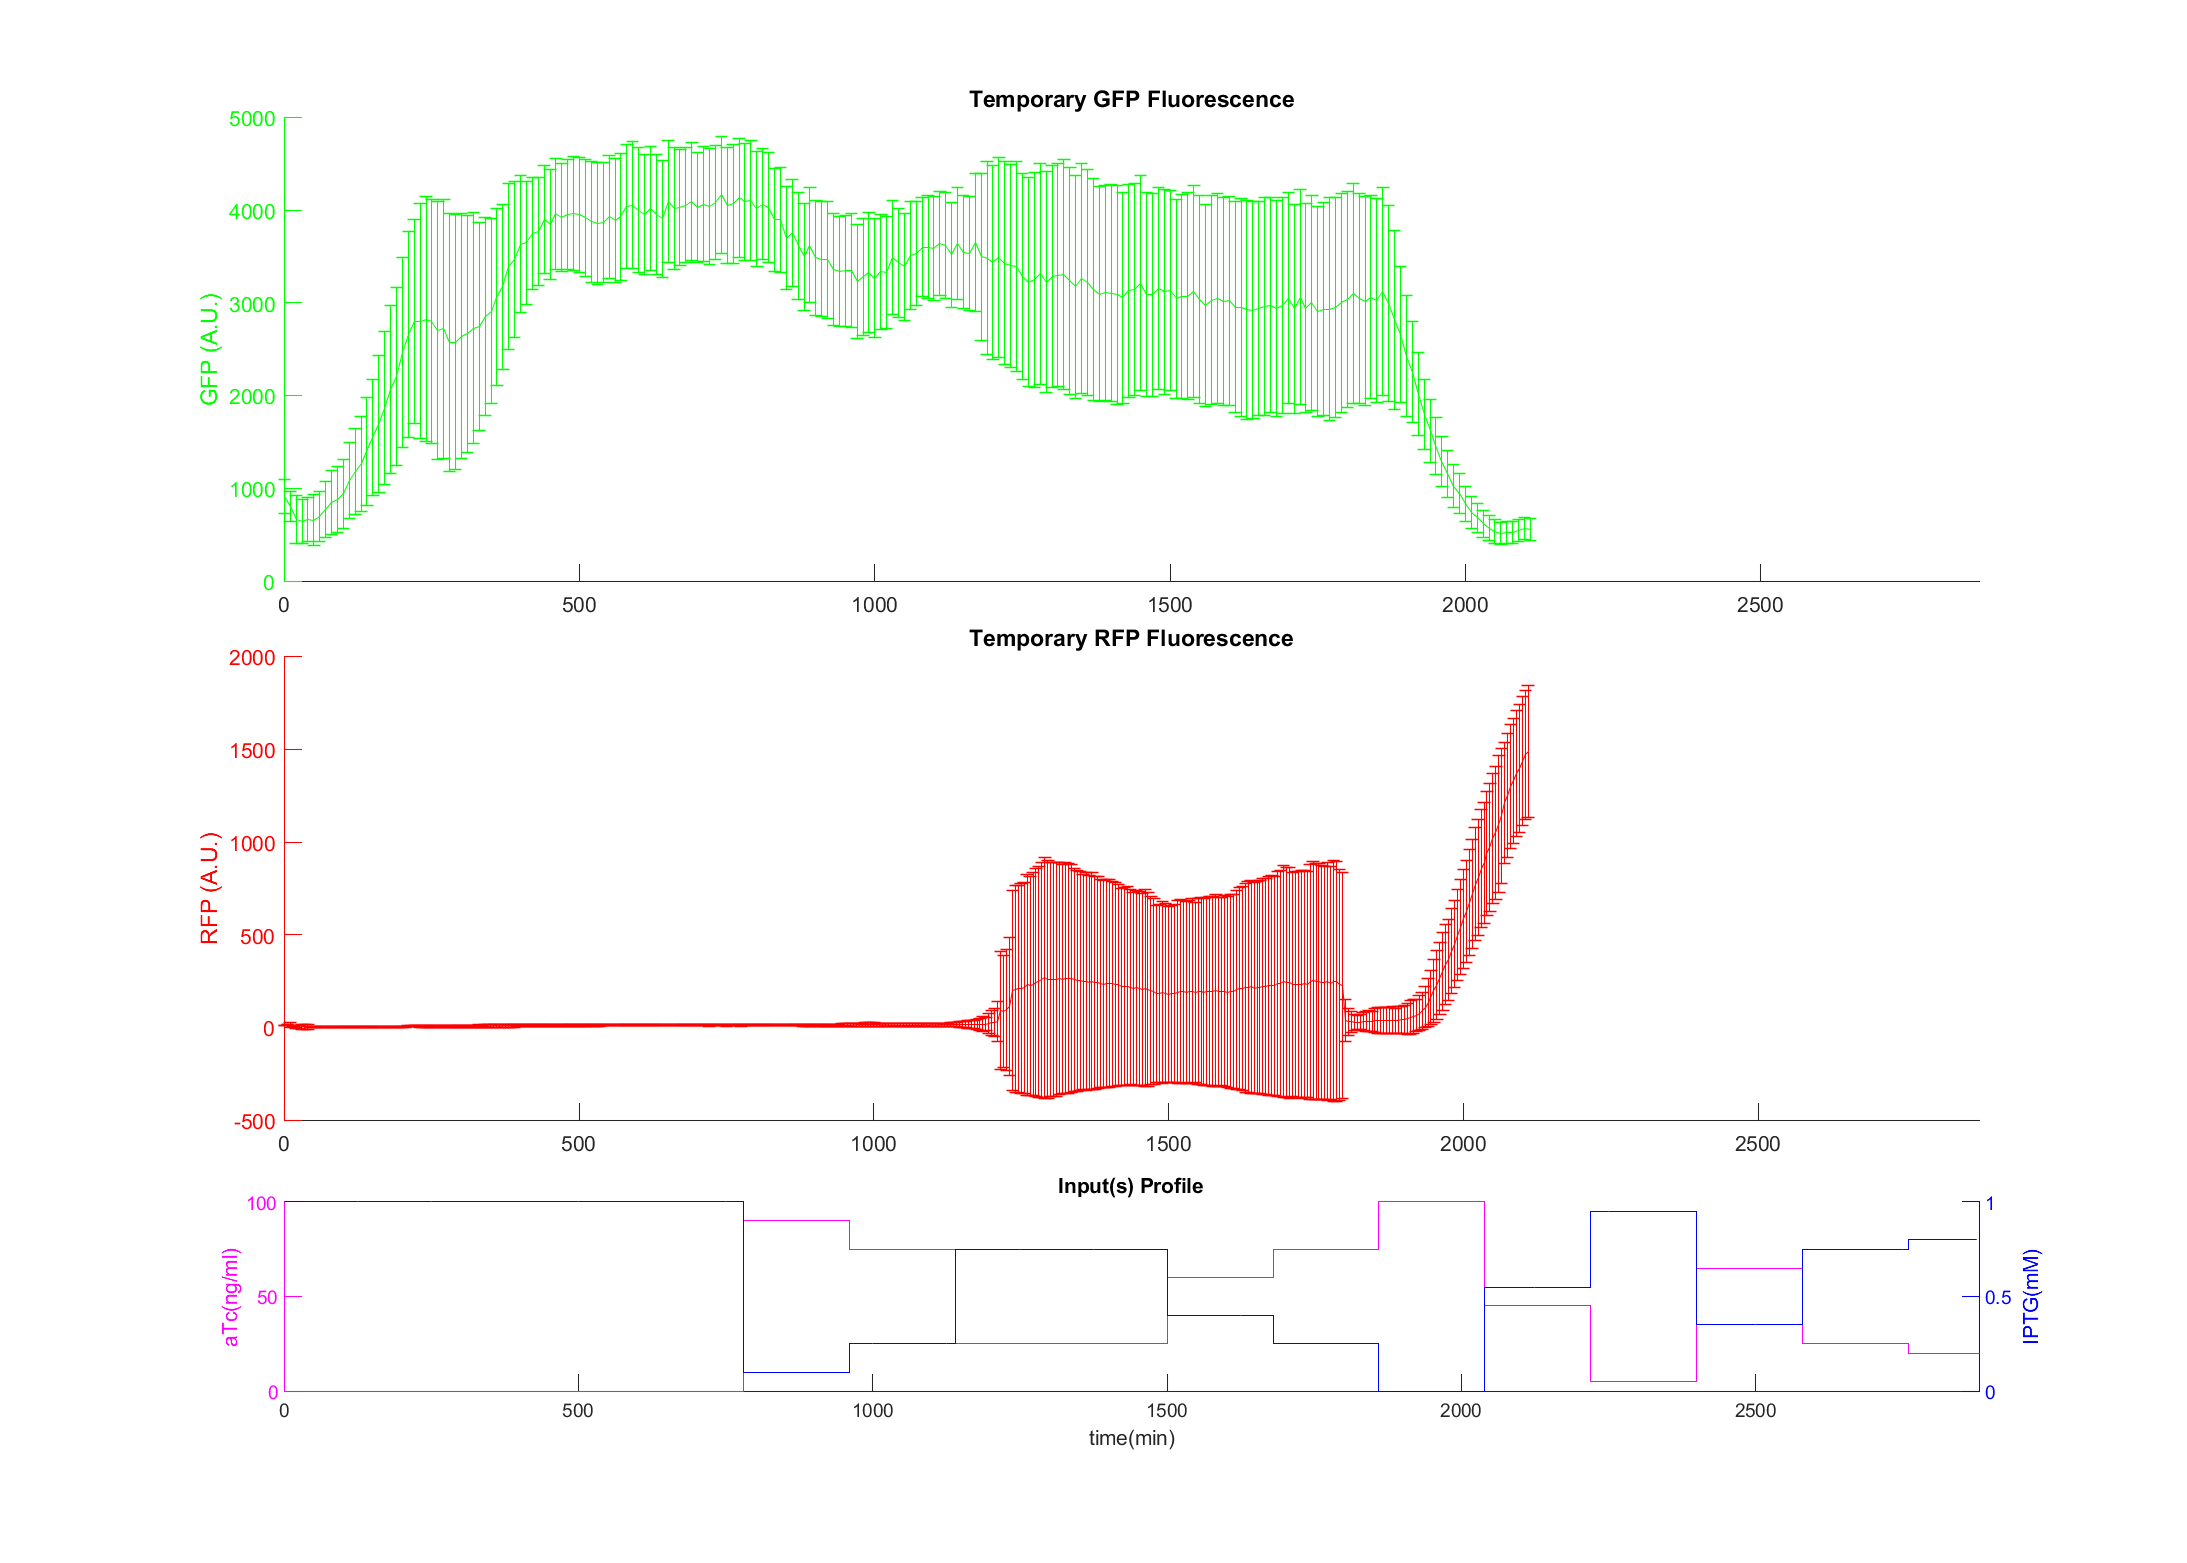 Temporary GFP Fluorescence
5000
4000
3000
2000
1000
0
GFP (A.U.)
0 500 1000 1500 2000 2500
Temporary RFP Fluorescence
2000
1500
1000
500
0
-500
RFP (A.U.)
0 500 1000 1500 2000 2500
Input(s) Profile
100
50
0
aTc(ng/ml)
1
0.5
0
IPTG(mM)
0 500 1000 1500 2000 2500
time(min)